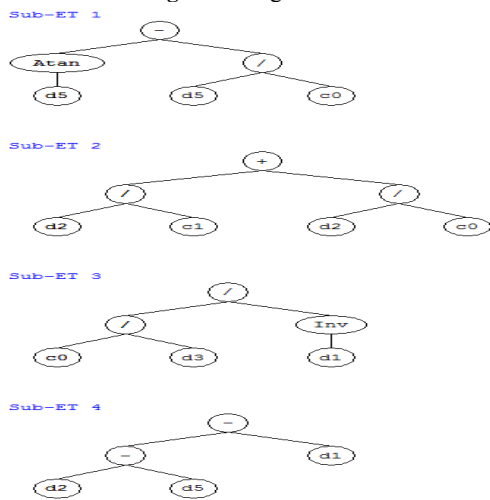 Sub-ET 1
-
Atan /
d5 d5 c0
Sub-ET 2
+
/ /
d2 c1 d2 c0
Sub-ET 3
/
/ Inv
c0 d3 d1
Sub-ET 4
-
- d1
d2 d5